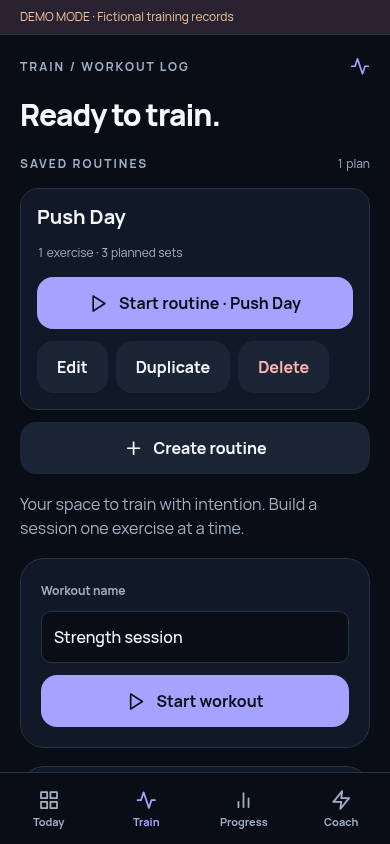 DEMO MODE · Fictional training records
TRAIN / WORKOUT LOG
Ready to train.
SAVED ROUTINES
1 plan
Push Day
1 exercise · 3 planned sets
Start routine · Push Day
Edit
Duplicate
Delete
Create routine
Your space to train with intention. Build a
session one exercise at a time.
Workout name
Strength session
Start workout
Today
Train
Progress
Coach